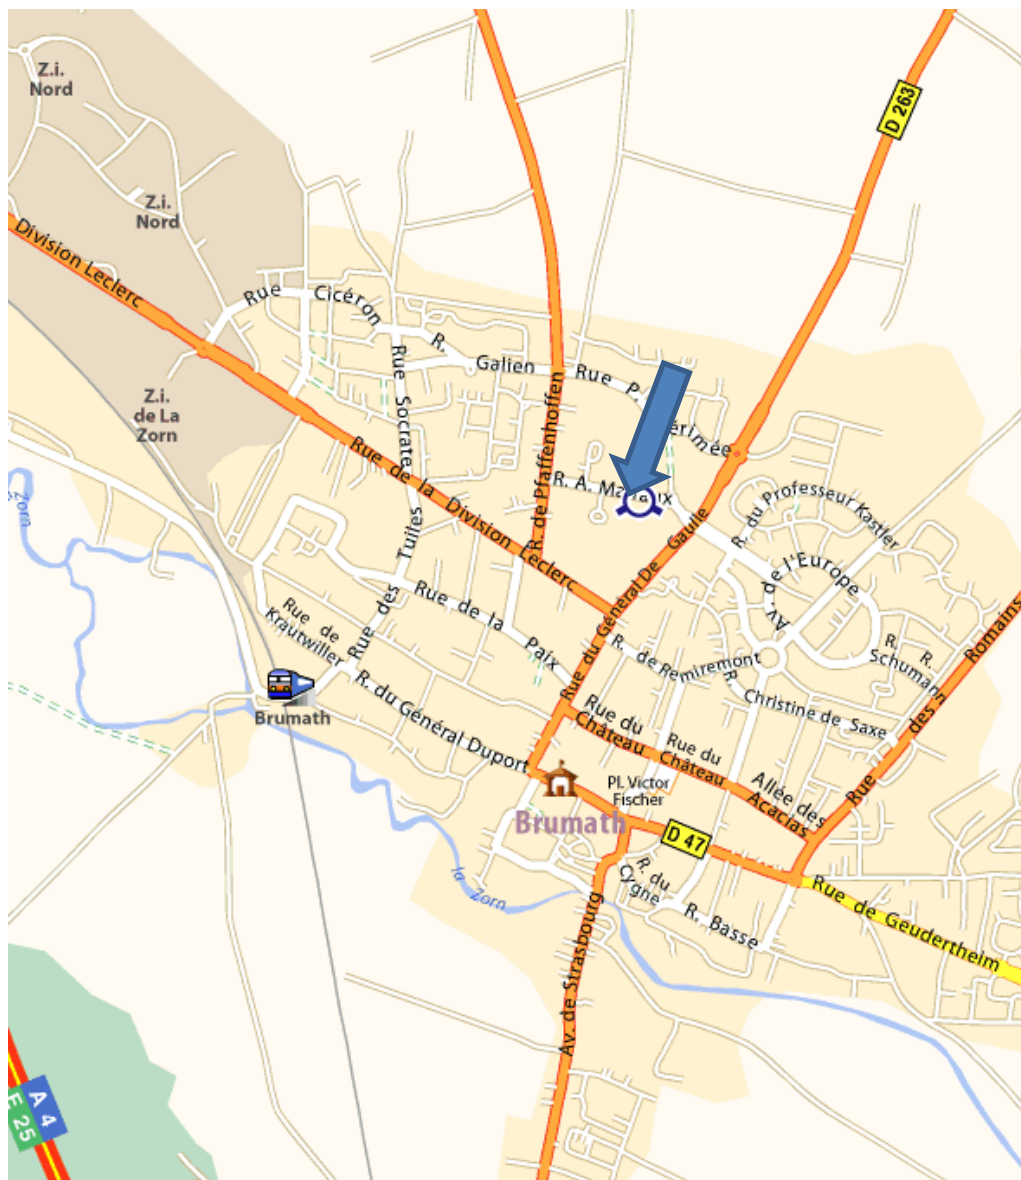 Z.i.
Nord
D 263
Z.i.
Nord
Division Leclerc
Rue Cicéron
R. Galien
Rue P.
Rue Socrate
R. de Pfaffenhoffen
Z.i.
de La
Zorn
Rue de la Division Leclerc
R. A.
Zorn
R. du Professeur Kastler
Rue du Général De Gaulle
Av. de l'Europe
Rue des Tuiles
Rue de la Paix
Rue de
Krautwiller
R. de Remiremont
R. R.
Schumann
Rue des Romains
R. Christine de Saxe
Brumath
R. du Général Duport
Rue du
Château
Rue du
Château
Allée des
Acacias
Pl. Victor
Fischer
Brumath
D 47
R. du
Cygne
la Zorn
R. Basse
Rue de Geudertheim
Av. de Strasbourg
A 4
E 25